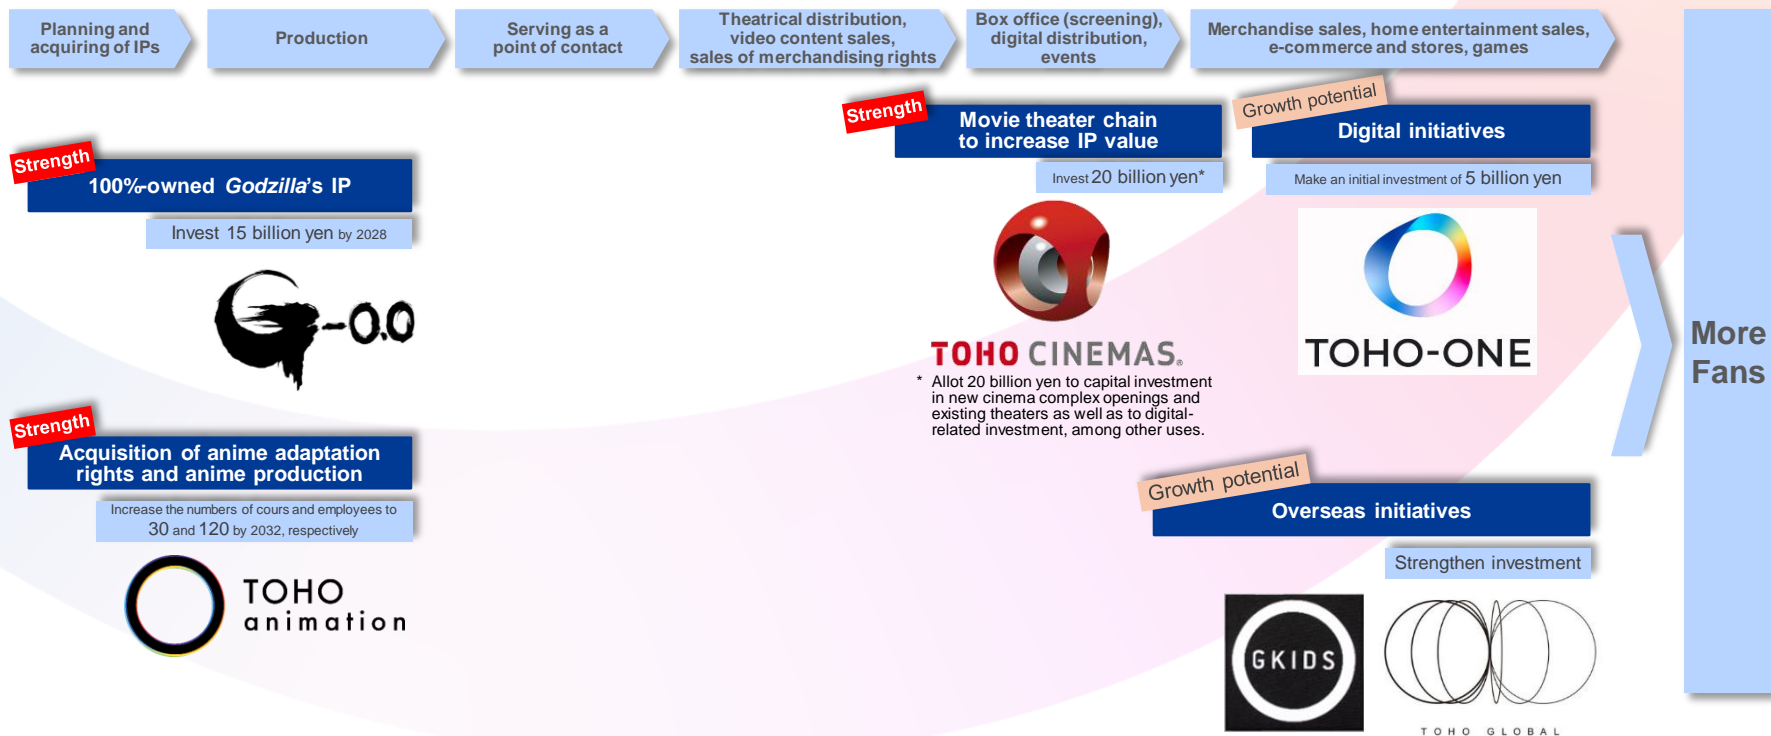 Planning and
acquiring of IPs
Production
Serving as a
point of contact
Theatrical distribution,
video content sales,
sales of merchandising rights
Box office (screening),
digital distribution,
events
Merchandise sales, home entertainment sales,
e-commerce and stores, games
Strength
100%-owned Godzilla's IP
Invest 15 billion yen by 2028
G-0.0
Strength
Acquisition of anime adaptation
rights and anime production
Increase the numbers of cours and employees to
30 and 120 by 2032, respectively
TOHO
animation
Strength
Movie theater chain
to increase IP value
Invest 20 billion yen*
TOHO CINEMAS®
* Allot 20 billion yen to capital investment
in new cinema complex openings and
existing theaters as well as to digital-
related investment, among other uses.
Growth potential
Digital initiatives
Make an initial investment of 5 billion yen
TOHO-ONE
Growth potential
Overseas initiatives
Strengthen investment
GKIDS
TOHO GLOBAL
More
Fans